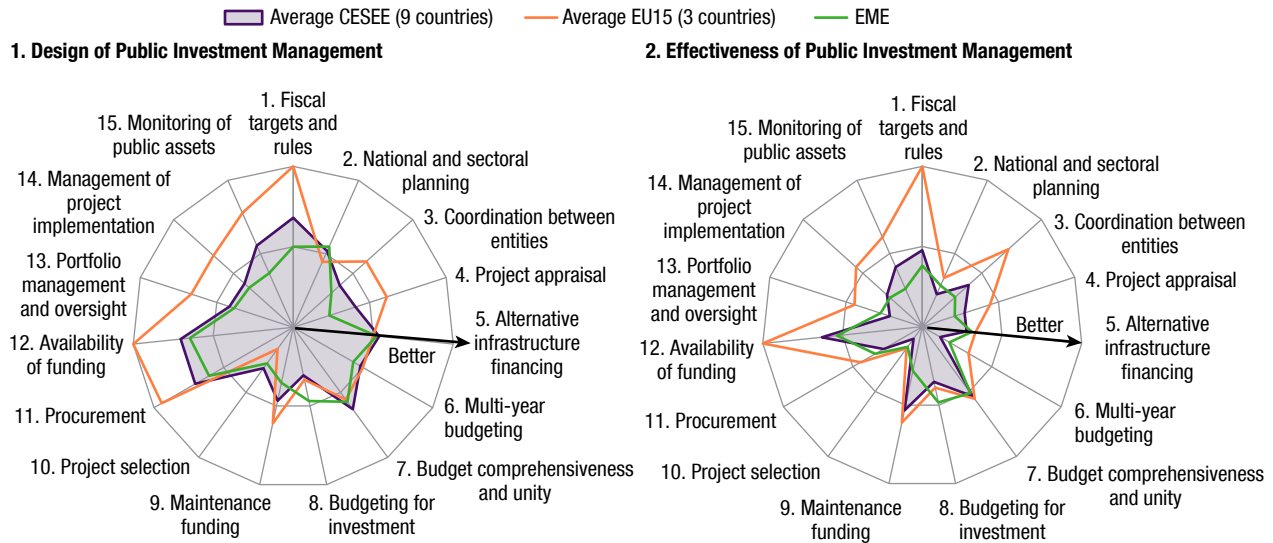 Average CESEE (9 countries)
Average EU15 (3 countries)
EME
1. Design of Public Investment Management
1. Fiscal
targets and
rules
2. National and sectoral
planning
3. Coordination between
entities
4. Project appraisal
5. Alternative
infrastructure
financing
Better
6. Multi-year
budgeting
7. Budget comprehensiveness
and unity
8. Budgeting for
investment
9. Maintenance
funding
10. Project selection
11. Procurement
12. Availability
of funding
13. Portfolio
management
and oversight
14. Management of
project
implementation
15. Monitoring of
public assets
2. Effectiveness of Public Investment Management
1. Fiscal
targets and
rules
2. National and sectoral
planning
3. Coordination between
entities
4. Project appraisal
5. Alternative
infrastructure
financing
Better
6. Multi-year
budgeting
7. Budget comprehensiveness
and unity
8. Budgeting for
investment
9. Maintenance
funding
10. Project selection
11. Procurement
12. Availability
of funding
13. Portfolio
management
and oversight
14. Management of
project
implementation
15. Monitoring of
public assets